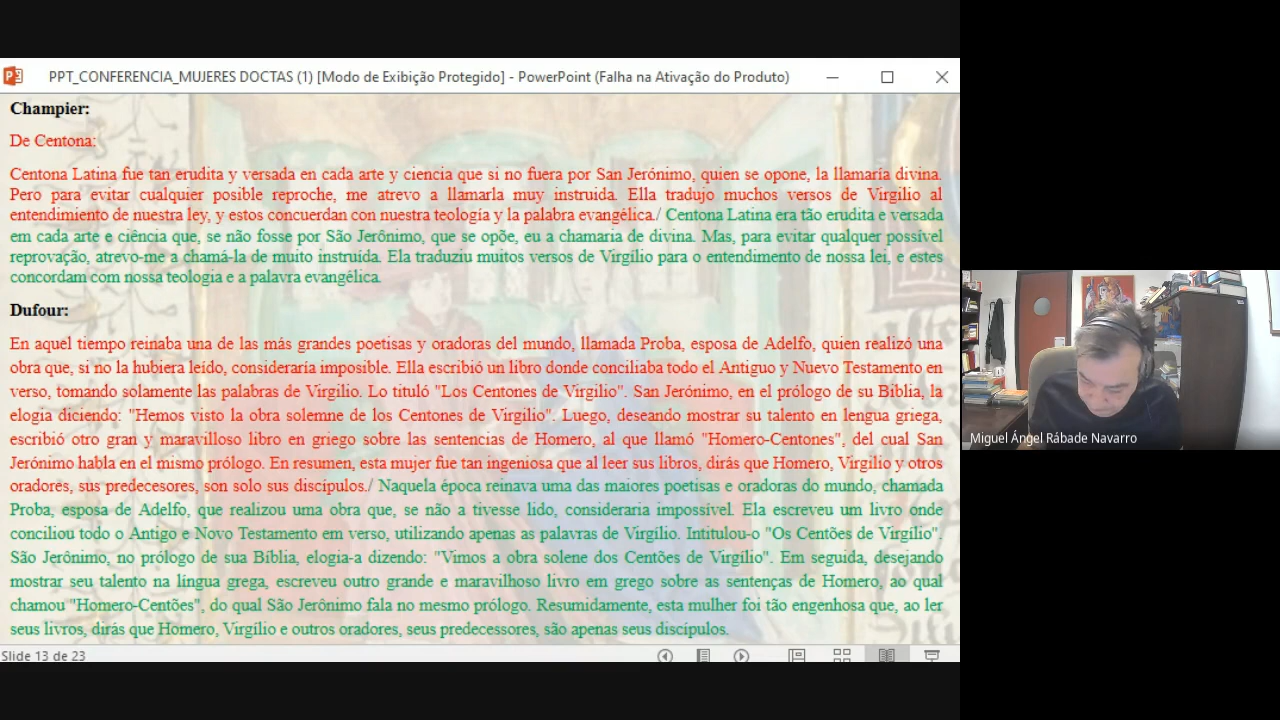 PPT_CONFERENCIA_MUJERES DOCTAS (1) [Modo de Exibição Protegido] - PowerPoint (Falha na Ativação do Produto)
Champier:
De Centona:
Centona Latina fue tan erudita y versada en cada arte y ciencia que si no fuera por San Jerónimo, quien se opone, la llamaría divina.
Pero para evitar cualquier posible reproche, me atrevo a llamarla muy instruida. Ella tradujo muchos versos de Virgilio al
entendimiento de nuestra ley, y estos concuerdan con nuestra teología y la palabra evangélica./ Centona Latina era tão erudita e versada
em cada arte e ciência que, se não fosse por São Jerônimo, que se opõe, eu a chamaria de divina. Mas, para evitar qualquer possível
reprovação, atrevo-me a chamá-la de muito instruída. Ela traduziu muitos versos de Virgílio para o entendimento de nossa lei, e estes
concordam com nossa teologia e a palavra evangélica.
Dufour:
En aquel tiempo reinaba una de las más grandes poetisas y oradoras del mundo, llamada Proba, esposa de Adelfo, quien realizó una
obra que, si no la hubiera leído, consideraría imposible. Ella escribió un libro donde conciliaba todo el Antiguo y Nuevo Testamento en
verso, tomando solamente las palabras de Virgilio. Lo tituló "Los Centones de Virgilio". San Jerónimo, en el prólogo de su Biblia, la
elogia diciendo: "Hemos visto la obra solemne de los Centones de Virgilio". Luego, deseando mostrar su talento en lengua griega,
escribió otro gran y maravilloso libro en griego sobre las sentencias de Homero, al que llamó "Homero-Centones", del cual San
Jerónimo habla en el mismo prólogo. En resumen, esta mujer fue tan ingeniosa que al leer sus libros, dirás que Homero, Virgilio y otros
oradores, sus predecesores, son solo sus discípulos./ Naquela época reinava uma das maiores poetisas e oradoras do mundo, chamada
Proba, esposa de Adelfo, que realizou uma obra que, se não a tivesse lido, consideraria impossível. Ela escreveu um livro onde
conciliou todo o Antigo e Novo Testamento em verso, utilizando apenas as palavras de Virgílio. Intitulou-o "Os Centões de Virgílio".
São Jerônimo, no prólogo de sua Bíblia, elogia-a dizendo: "Vimos a obra solene dos Centões de Virgílio". Em seguida, desejando
mostrar seu talento na língua grega, escreveu outro grande e maravilhoso livro em grego sobre as sentenças de Homero, ao qual
chamou "Homero-Centões", do qual São Jerônimo fala no mesmo prólogo. Resumidamente, esta mulher foi tão engenhosa que, ao ler
seus livros, dirás que Homero, Virgílio e outros oradores, seus predecessores, são apenas seus discípulos.
Slide 13 de 23
Miguel Ángel Rábade Navarro